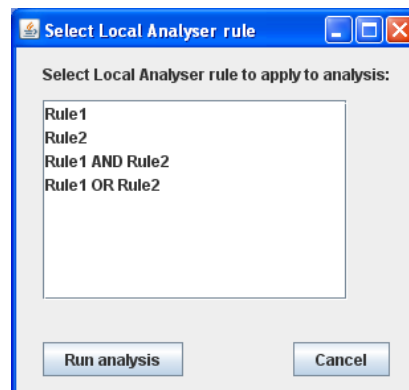 Select Local Analyser rule
Select Local Analyser rule to apply to analysis:
Rule1
Rule2
Rule1 AND Rule2
Rule1 OR Rule2
Run analysis
Cancel